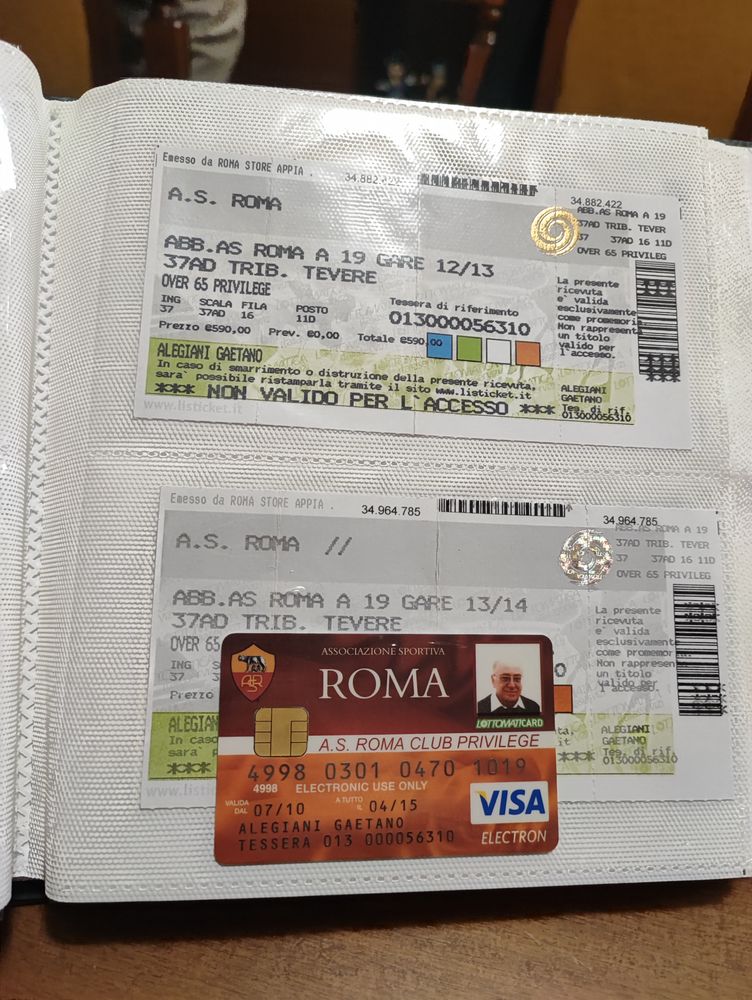 Emesso da ROMA STORE APPIA .
34.882.422
34.882.422
A.S. ROMA
ABB.AS ROMA A 19 GARE 12/13
37AD TRIB. TEVERE
OVER 65 PRIVILEGE
ING SCALA FILA POSTO
37 37AD 16 11D
Prezzo €590,00 Prev. €0,00 Totale €590,00
Tessera di riferimento
013000056310
ALEGIANI GAETANO
In caso di smarrimento o distruzione della presente ricevuta,
sara` possibile ristamparla tramite il sito www.listicket.it
*** NON VALIDO PER L`ACCESSO ***
www.listicket.it
ABB.AS ROMA A 19
37AD TRIB. TEVER
37 37AD 16 11D
OVER 65 PRIVILEG
La presente
ricevuta
e` valida
esclusivamente
come promemoria.
Non rappresent
un titolo
valido per
l`accesso.
ALEGIANI
GAETANO
Tes. di rif.
013000056310
Emesso da ROMA STORE APPIA .
34.964.785
34.964.785
A.S. ROMA //
ABB.AS ROMA A 19 GARE 13/14
37AD TRIB. TEVERE
OVER 65
ING S
37 3
Prezzo
ALEGIAN
In caso
sara` p
***
ABB.AS ROMA A 19
37AD TRIB. TEVER
37 37AD 16 11D
OVER 65 PRIVILEG
La presente
ricevuta
e` valida
esclusivament
come promemor
Non rappresen
un titolo
valido per
l`accesso.
***
ALEGIANI
GAETANO
Tes. di rif.
013000056310
ASSOCIAZIONE SPORTIVA
ROMA
ASR
LOTTOMATICARD
A.S. ROMA CLUB PRIVILEGE
4998 0301 0470 1019
4998 ELECTRONIC USE ONLY
VALIDA DAL 07/10 A TUTTO IL 04/15
ALEGIANI GAETANO
TESSERA 013 000056310
VISA
ELECTRON